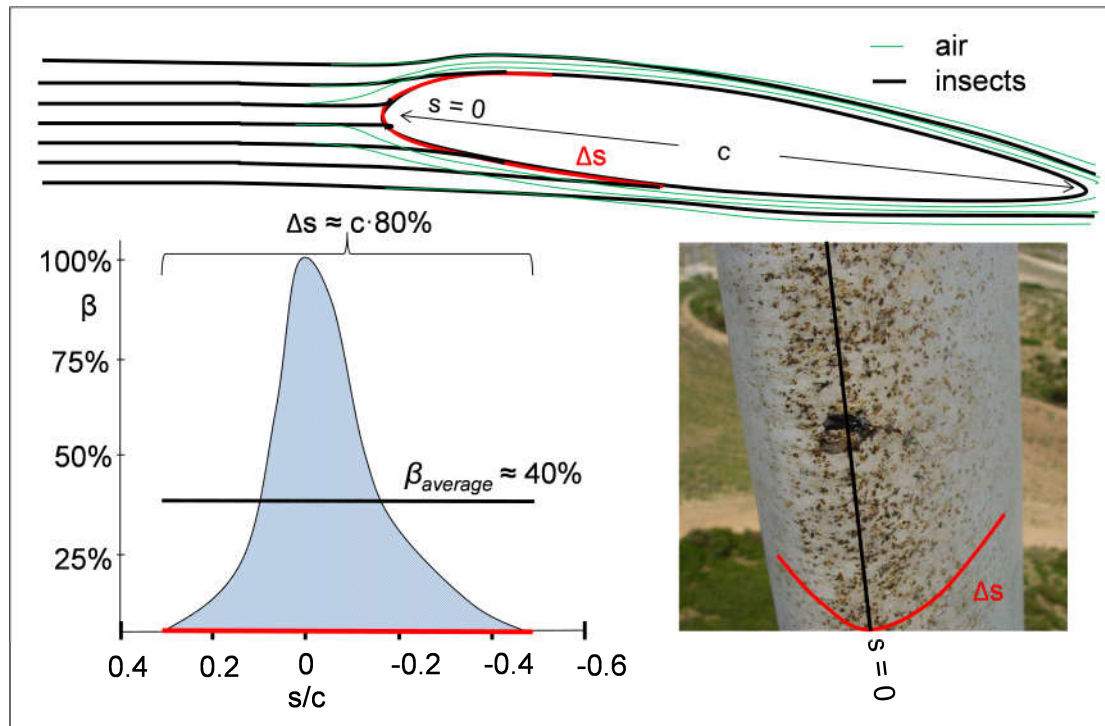 air
insects
s = 0
Δs
c
Δs ≈ c·80%
100%
β
75%
50%
25%
βaverage ≈ 40%
0.4
0.2
0
-0.2
-0.4
-0.6
s/c
Δs
s = 0